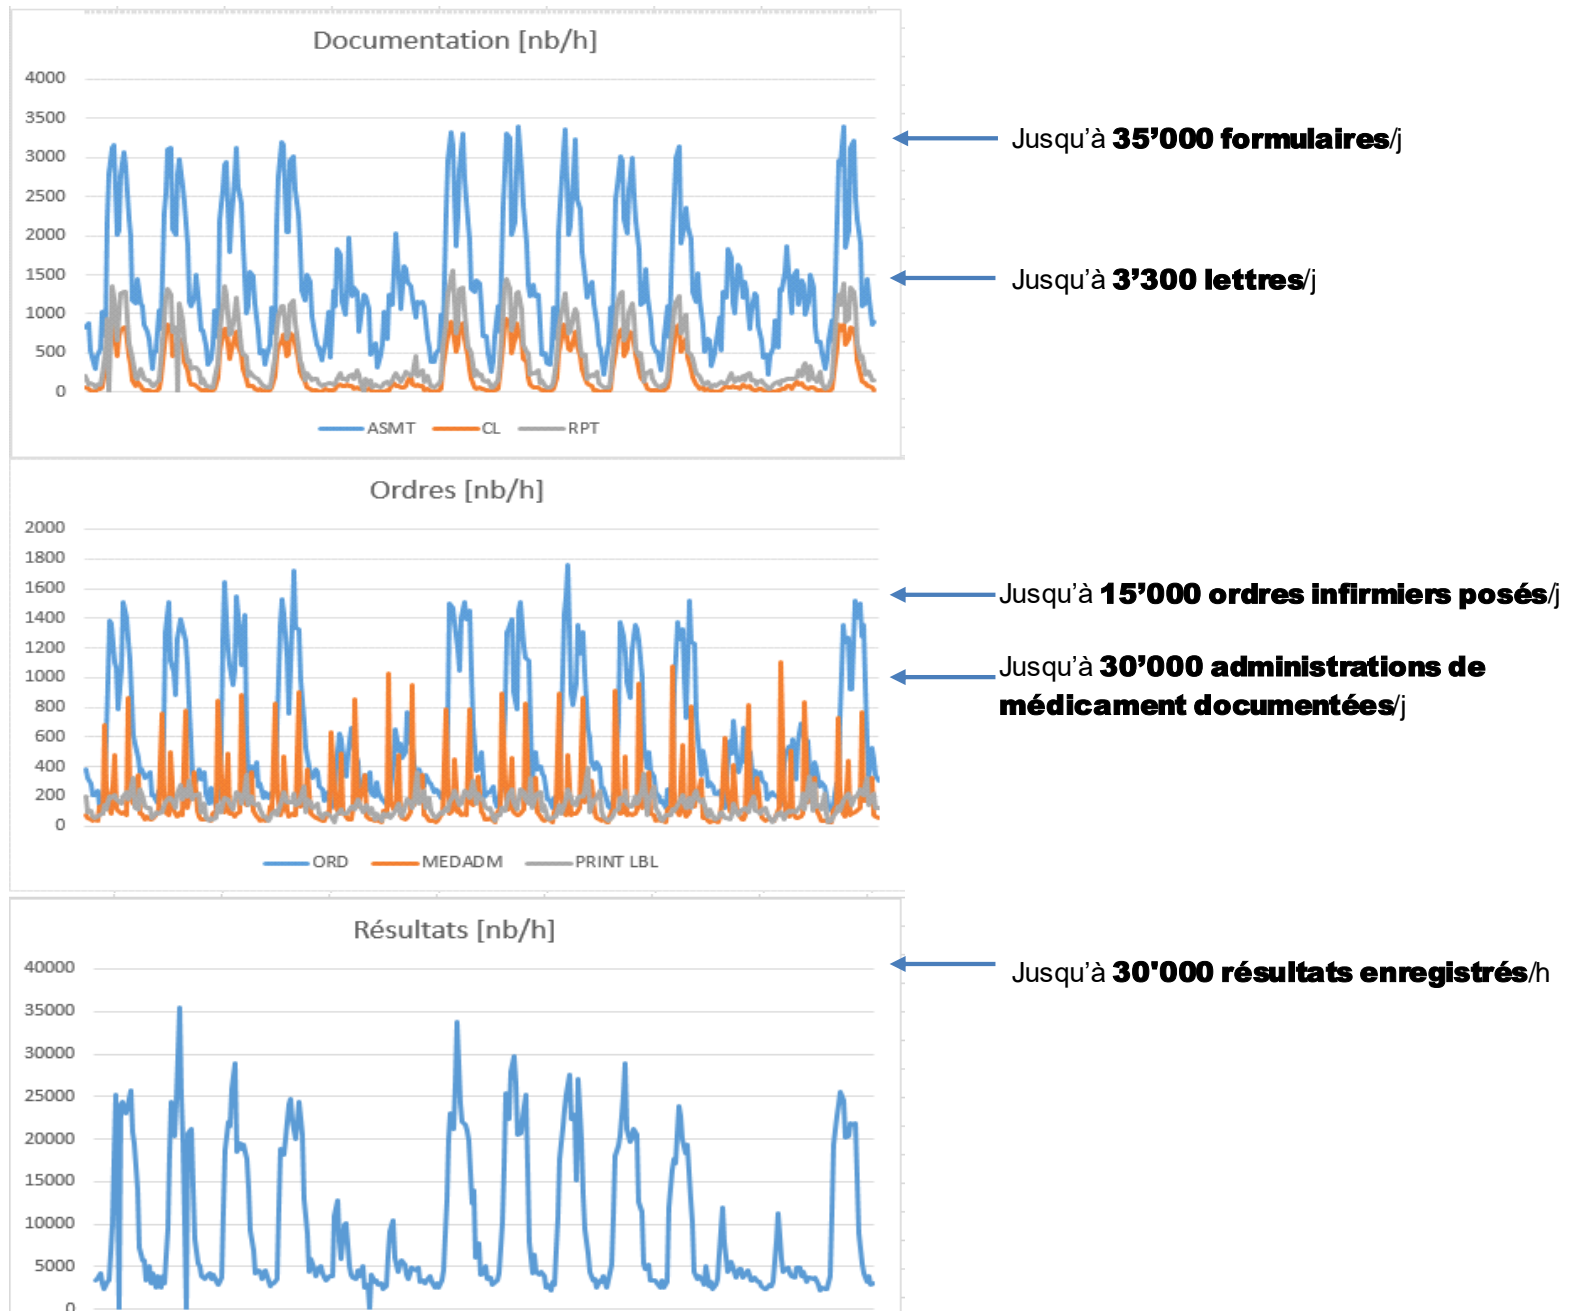 Documentation [nb/h]
4000
3500
3000
2500
2000
1500
1000
500
0
ASMT CL RPT
Jusqu'à 35'000 formulaires/j
Jusqu'à 3'300 lettres/j
Ordres [nb/h]
2000
1800
1600
1400
1200
1000
800
600
400
200
0
ORD MEDADM PRINT LBL
Jusqu'à 15'000 ordres infirmiers posés/j
Jusqu'à 30'000 administrations de
médicament documentées/j
Résultats [nb/h]
40000
35000
30000
25000
20000
15000
10000
5000
0
Jusqu'à 30'000 résultats enregistrés/h